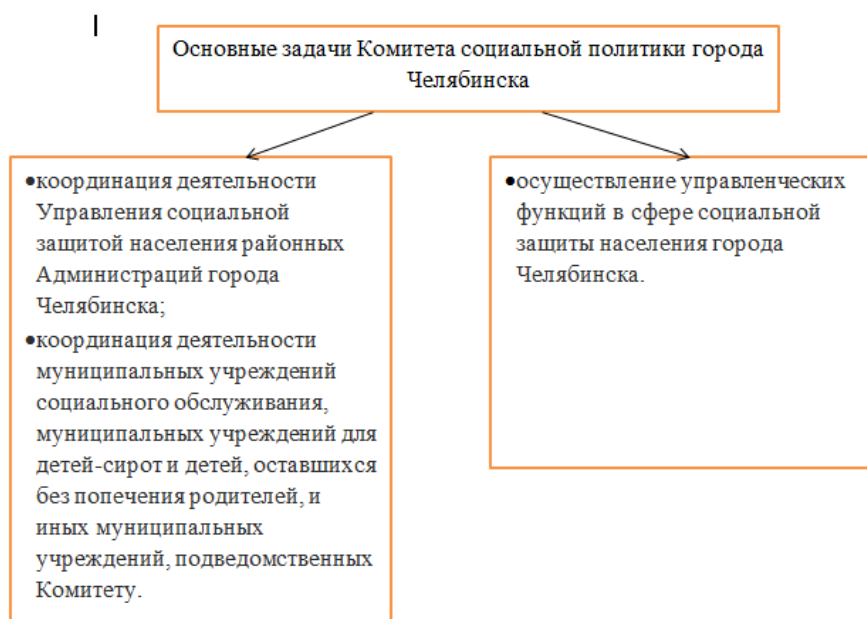 Основные задачи Комитета социальной политики города
Челябинска
•координация деятельности
Управления социальной
защитой населения районных
Администраций города
Челябинска;
•координация деятельности
муниципальных учреждений
социального обслуживания,
муниципальных учреждений для
детей-сирот и детей, оставшихся
без попечения родителей, и
иных муниципальных
учреждений, подведомственных
Комитету.
•осуществление управленческих
функций в сфере социальной
защиты населения города
Челябинска.